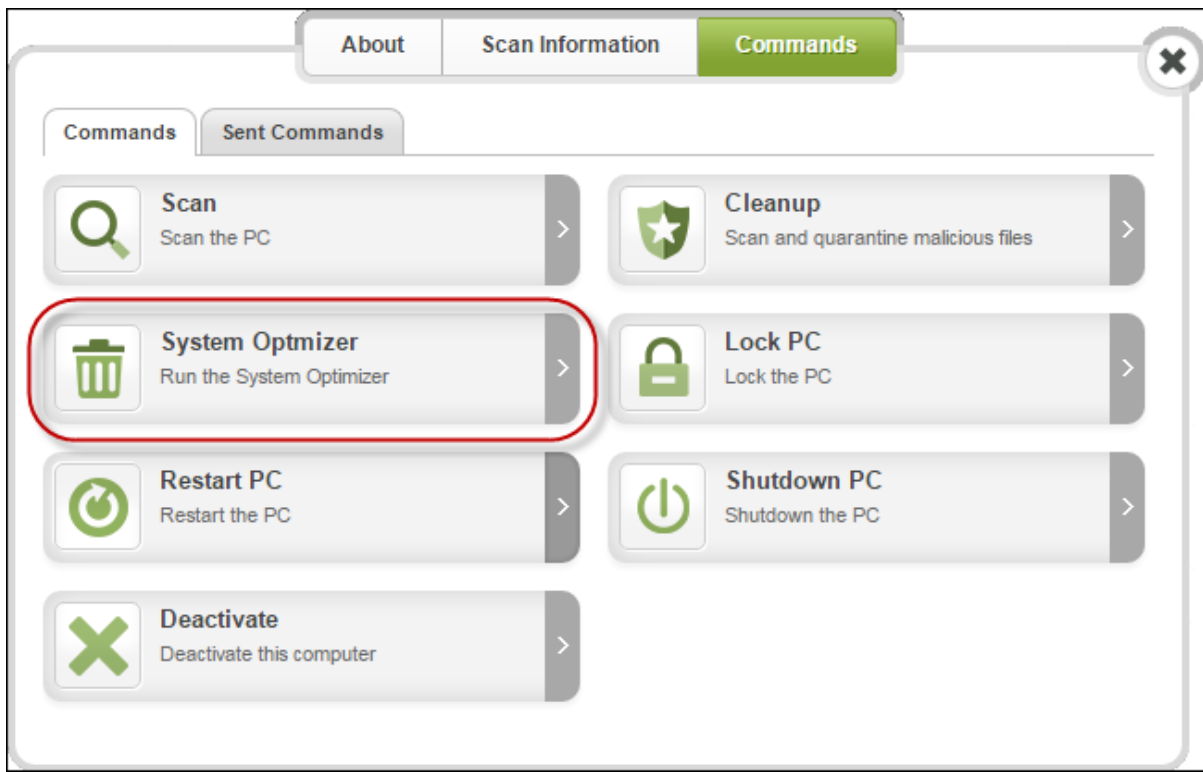 About
Scan Information
Commands
Commands
Sent Commands
Scan
Scan the PC
Cleanup
Scan and quarantine malicious files
System Optmizer
Run the System Optimizer
Lock PC
Lock the PC
Restart PC
Restart the PC
Shutdown PC
Shutdown the PC
Deactivate
Deactivate this computer